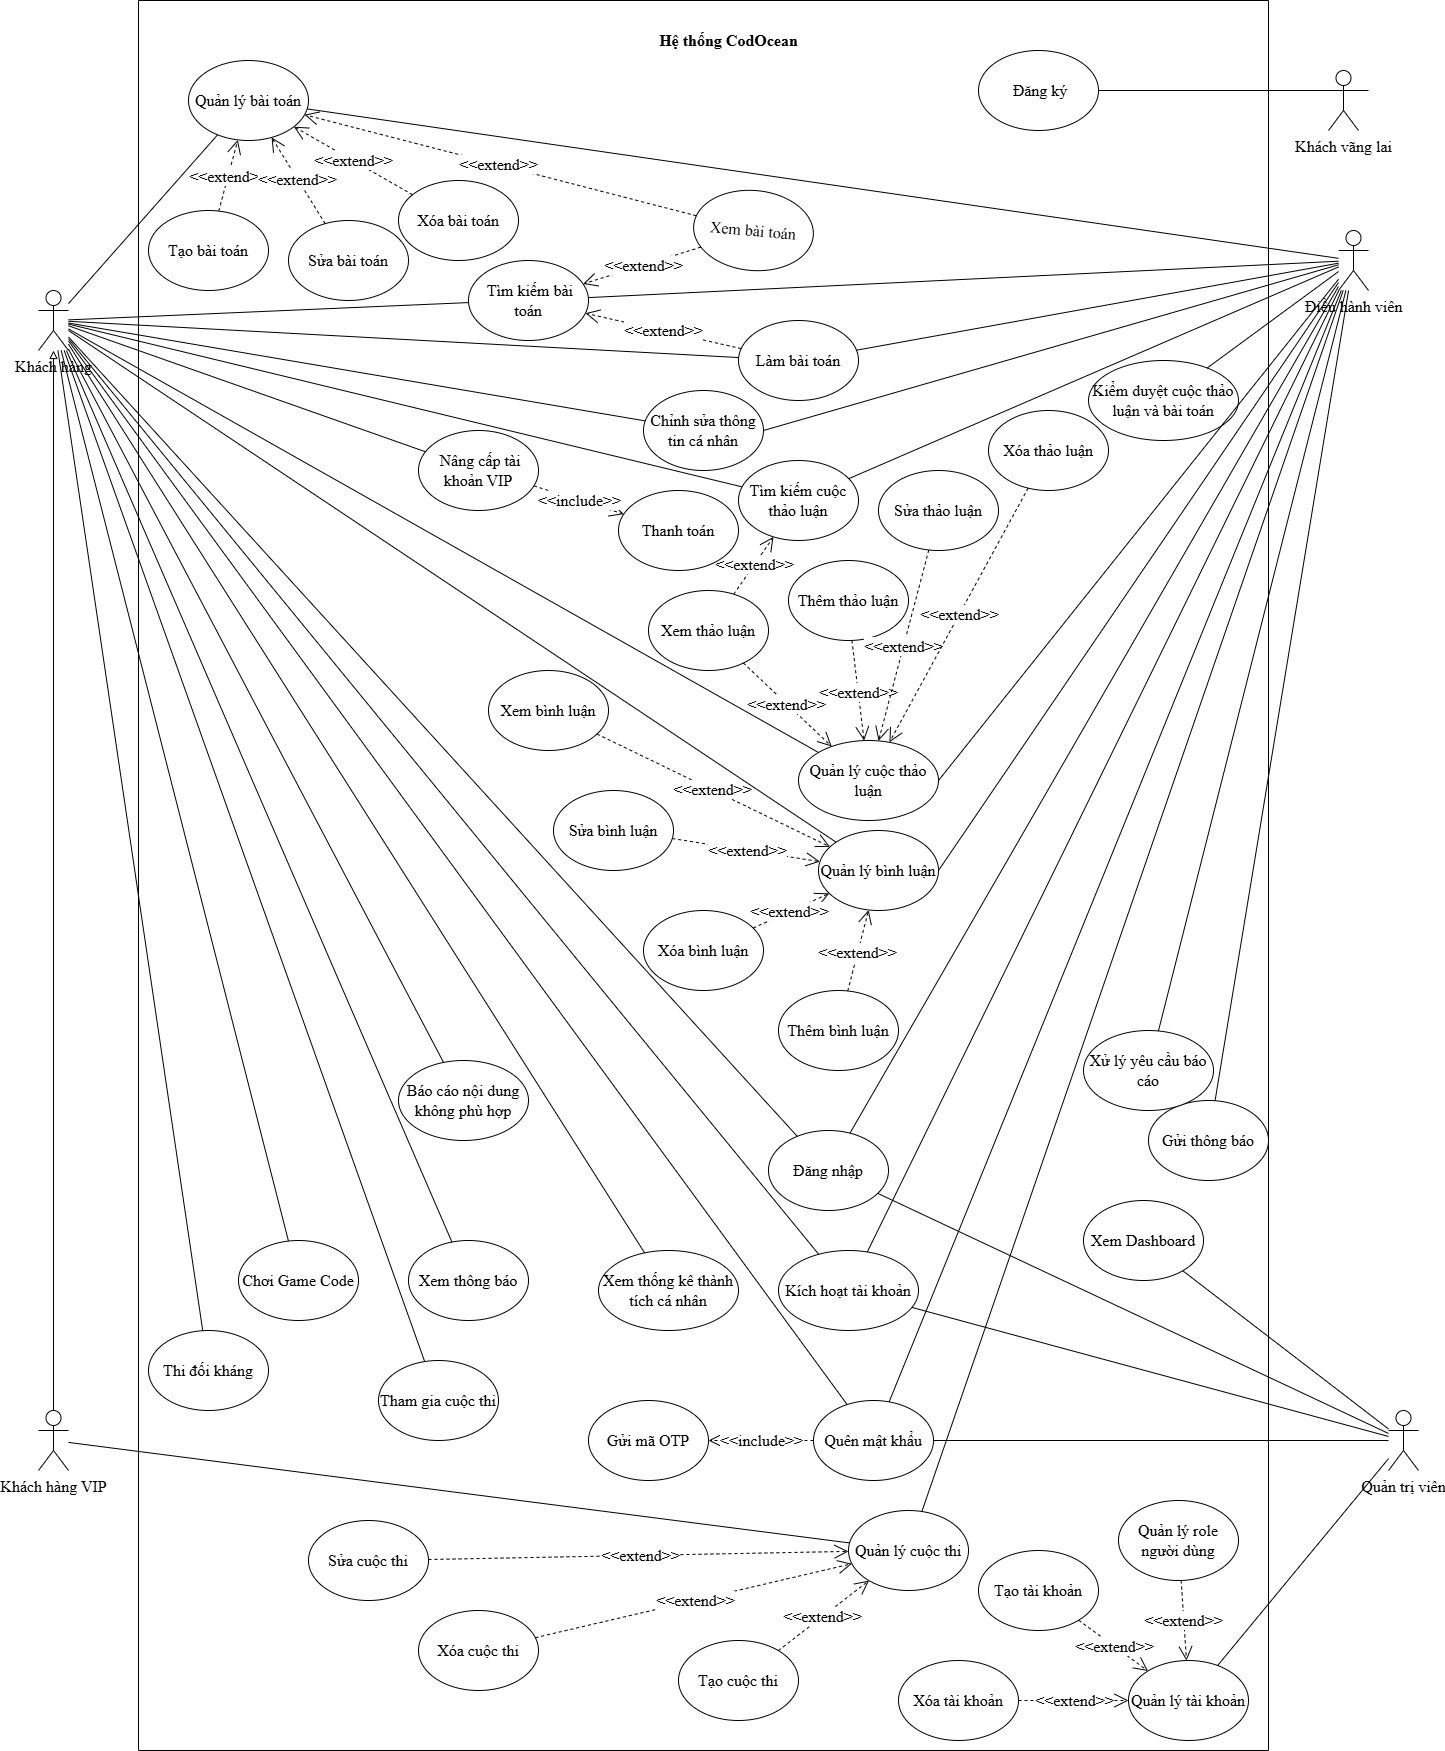 Hệ thống CodOcean
Quản lý bài toán
Đăng ký
Khách vãng lai
<<extend>>
<<extend>>
<<extend>>
<<extend>>
Tạo bài toán
Sửa bài toán
Xóa bài toán
Xem bài toán
<<extend>>
Tìm kiếm bài
toán
<<extend>>
Làm bài toán
Khách hàng
Điều hành viên
Kiểm duyệt cuộc thảo
luận và bài toán
Chỉnh sửa thông
tin cá nhân
Nâng cấp tài
khoản VIP
<<include>>
Thanh toán
Tìm kiếm cuộc
thảo luận
Xóa thảo luận
Sửa thảo luận
<<extend>>
Thêm thảo luận
Xem thảo luận
<<extend>>
<<extend>>
<<extend>>
<<extend>>
Xem bình luận
Quản lý cuộc thảo
luận
<<extend>>
Sửa bình luận
<<extend>>
Quản lý bình luận
<<extend>>
Xóa bình luận
<<extend>>
Thêm bình luận
Xử lý yêu cầu báo
cáo
Báo cáo nội dung
không phù hợp
Gửi thông báo
Đăng nhập
Xem Dashboard
Chơi Game Code
Xem thông báo
Xem thống kê thành
tích cá nhân
Kích hoạt tài khoản
Thi đối kháng
Tham gia cuộc thi
Gửi mã OTP
<<include>>
Quên mật khẩu
Khách hàng VIP
Quản trị viên
Sửa cuộc thi
<<extend>>
Quản lý cuộc thi
Quản lý role
người dùng
<<extend>>
<<extend>>
Tạo tài khoản
<<extend>>
Xóa cuộc thi
<<extend>>
Tạo cuộc thi
Xóa tài khoản
<<extend>>
Quản lý tài khoản